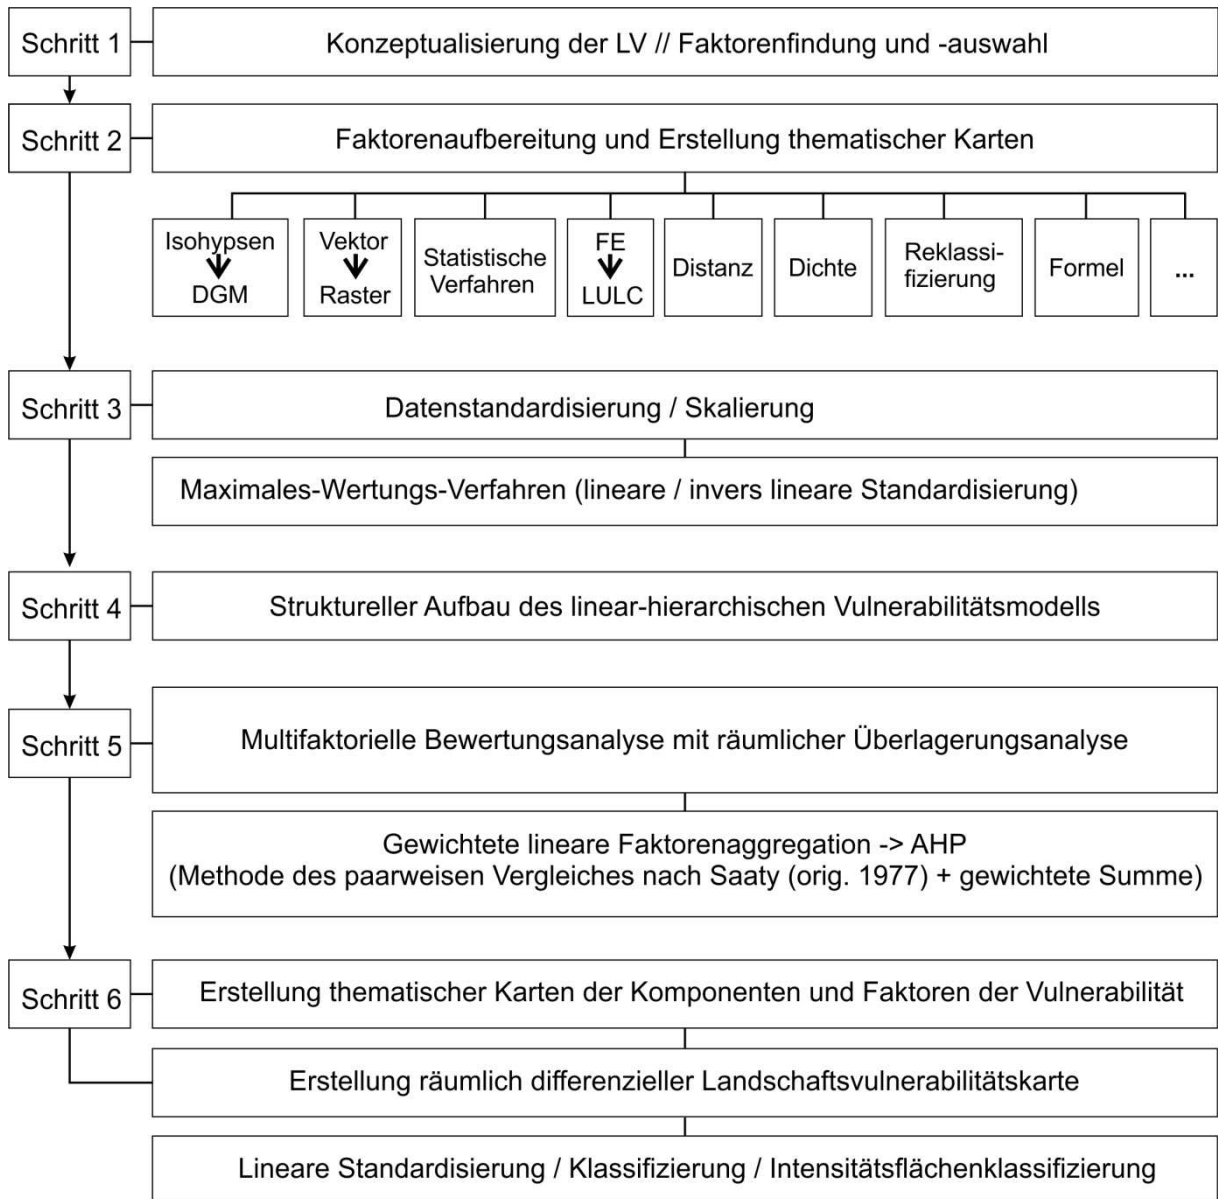 Schritt 1
Konzeptualisierung der LV // Faktorenfindung und -auswahl
Schritt 2
Faktorenaufbereitung und Erstellung thematischer Karten
Isohypsen
DGM
Vektor
Raster
Statistische
Verfahren
FE
LULC
Distanz
Dichte
Reklassi-
fizierung
Formel
...
Schritt 3
Datenstandardisierung / Skalierung
Maximales-Wertungs-Verfahren (lineare / invers lineare Standardisierung)
Schritt 4
Struktureller Aufbau des linear-hierarchischen Vulnerabilitätsmodells
Schritt 5
Multifaktorielle Bewertungsanalyse mit räumlicher Überlagerungsanalyse
Gewichtete lineare Faktorenaggregation -> AHP
(Methode des paarweisen Vergleiches nach Saaty (orig. 1977) + gewichtete Summe)
Schritt 6
Erstellung thematischer Karten der Komponenten und Faktoren der Vulnerabilität
Erstellung räumlich differenzieller Landschaftsvulnerabilitätskarte
Lineare Standardisierung / Klassifizierung / Intensitätsflächenklassifizierung